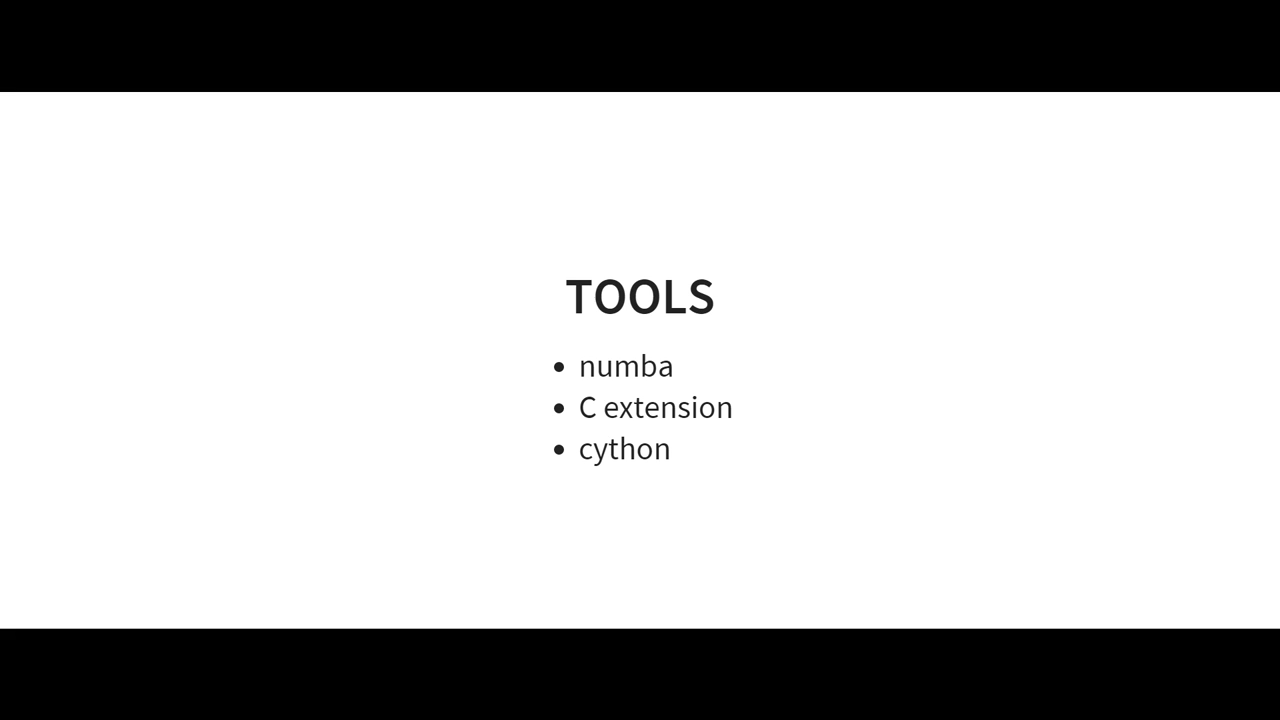 TOOLS
• numba
• C extension
• cython